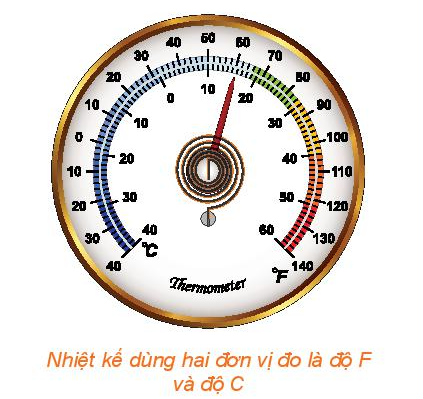 40 50 60
30 70
20 80
0 10 20
10 90
10 30
0 100
20 40
10 110
30 50
20 120
40 60
30 130
°C
40 140
°F
Thermometer
Nhiệt kế dùng hai đơn vị đo là độ F
và độ C